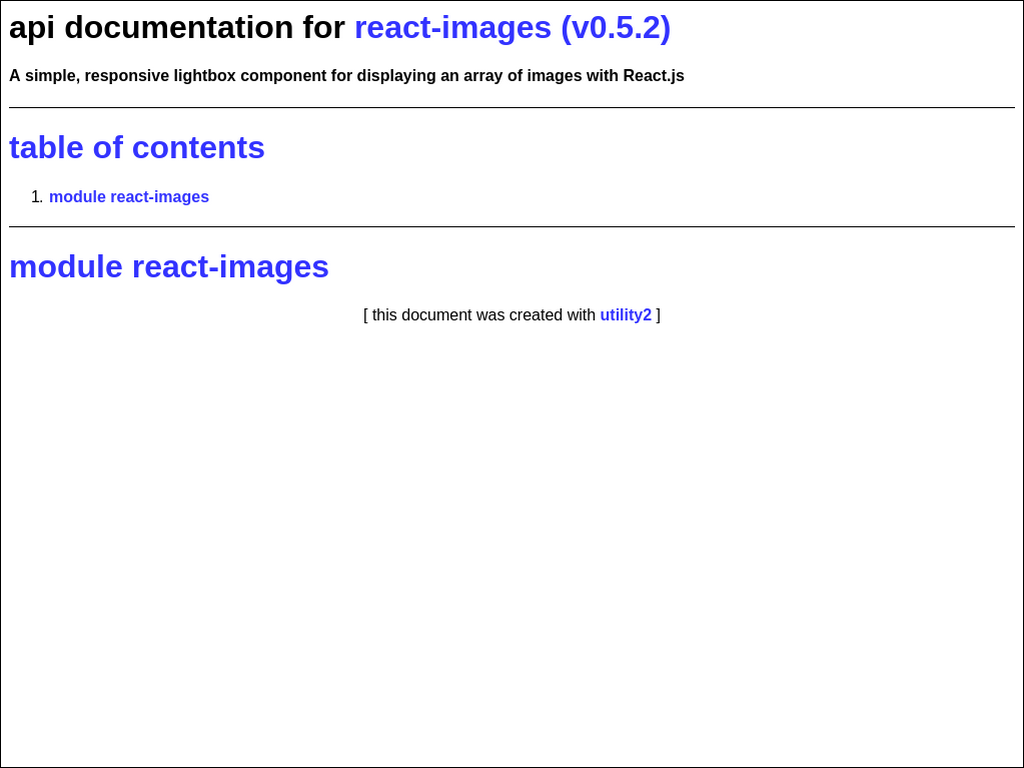 api documentation for react-images (v0.5.2)
A simple, responsive lightbox component for displaying an array of images with React.js
table of contents
1. module react-images
module react-images
[ this document was created with utility2 ]